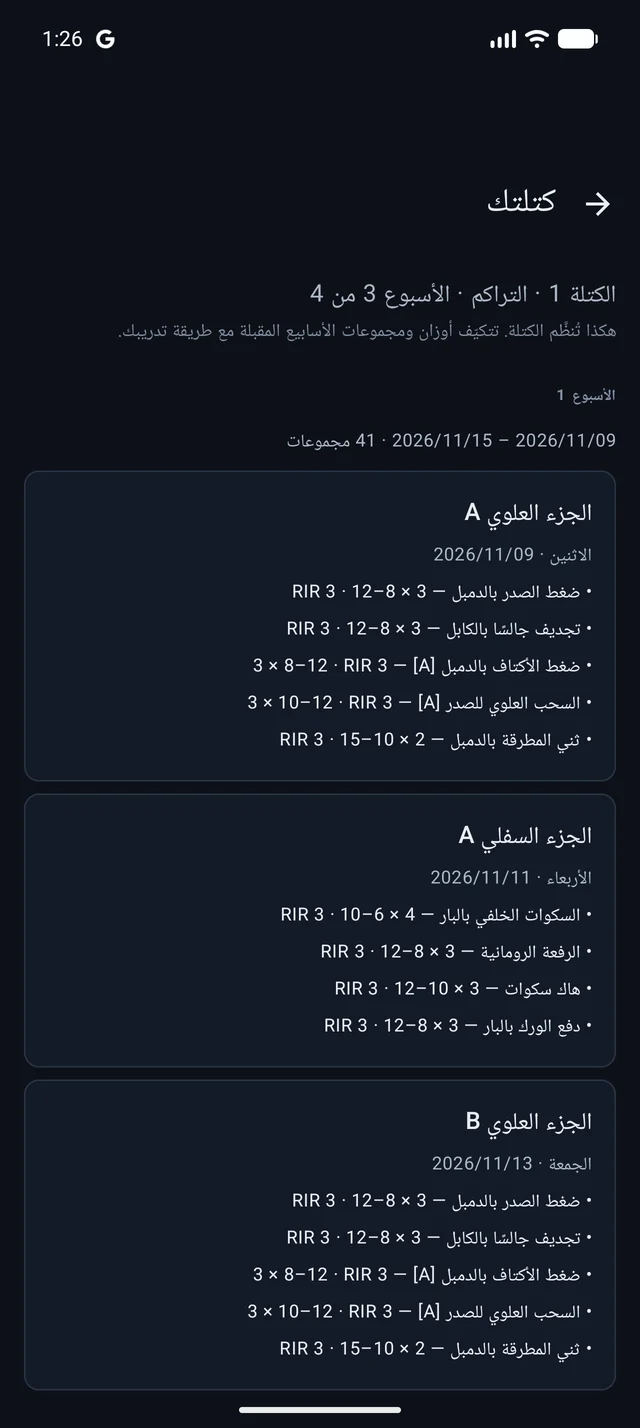 1:26
كتلتك
الكتلة 1 · التراكم · الأسبوع 3 من 4
هكذا تُنظَّم الكتلة. تتكيّف أوزان ومجموعات الأسابيع المقبلة مع طريقة تدريبك.
الأسبوع 1
2026/11/09 – 2026/11/15 · 41 مجموعات
الجزء العلوي A
الاثنين · 2026/11/09
• ضغط الصدر بالدمبل — 3 × 8–12 · RIR 3
• تجديف جالسًا بالكابل — 3 × 8–12 · RIR 3
• ضغط الأكتاف بالدمبل [A] — 3 × 8–12 · RIR 3
• السحب العلوي للصدر [A] — 3 × 10–12 · RIR 3
• ثني المطرقة بالدمبل — 2 × 10–15 · RIR 3
الجزء السفلي A
الأربعاء · 2026/11/11
• السكوات الخلفي بالبار — 4 × 6–10 · RIR 3
• الرفعة الرومانية — 3 × 8–12 · RIR 3
• هاك سكوات — 3 × 10–12 · RIR 3
• دفع الورك بالبار — 3 × 8–12 · RIR 3
الجزء العلوي B
الجمعة · 2026/11/13
• ضغط الصدر بالدمبل — 3 × 8–12 · RIR 3
• تجديف جالسًا بالكابل — 3 × 8–12 · RIR 3
• ضغط الأكتاف بالدمبل [A] — 3 × 8–12 · RIR 3
• السحب العلوي للصدر [A] — 3 × 10–12 · RIR 3
• ثني المطرقة بالدمبل — 2 × 10–15 · RIR 3